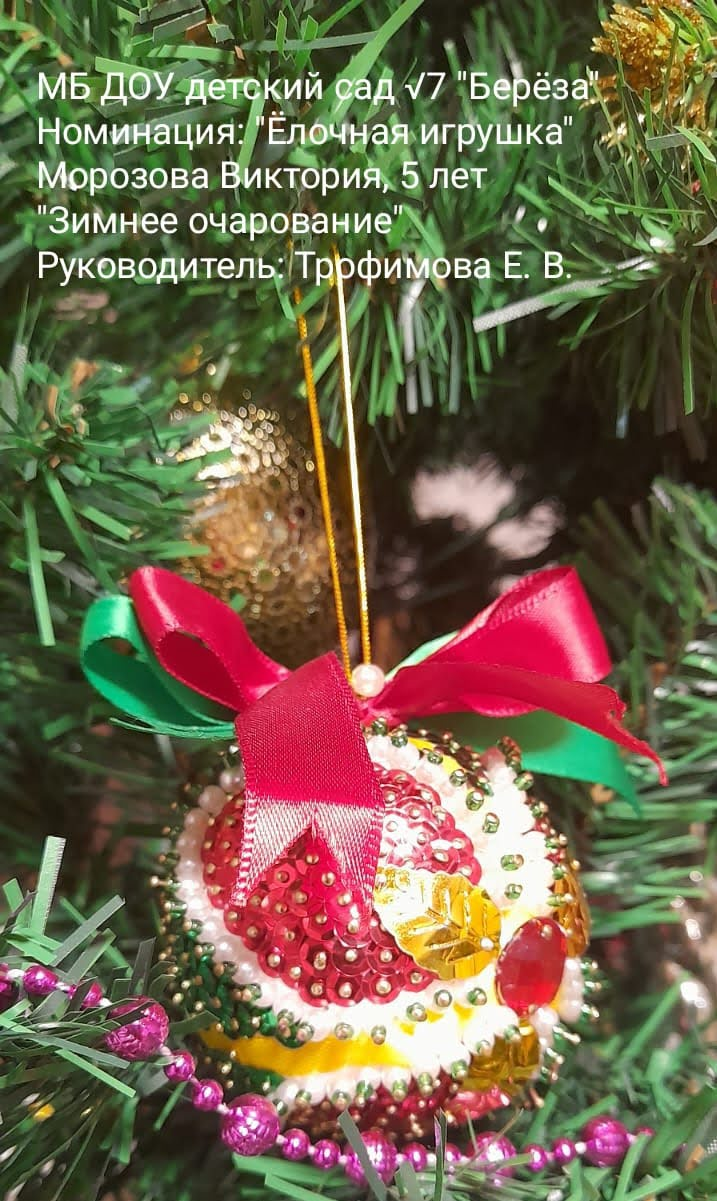 МБ ДОУ детский сад √7 "Берёза"
Номинация: "Ёлочная игрушка"
Морозова Виктория, 5 лет
"Зимнее очарование"
Руководитель: Трофимова Е. В.